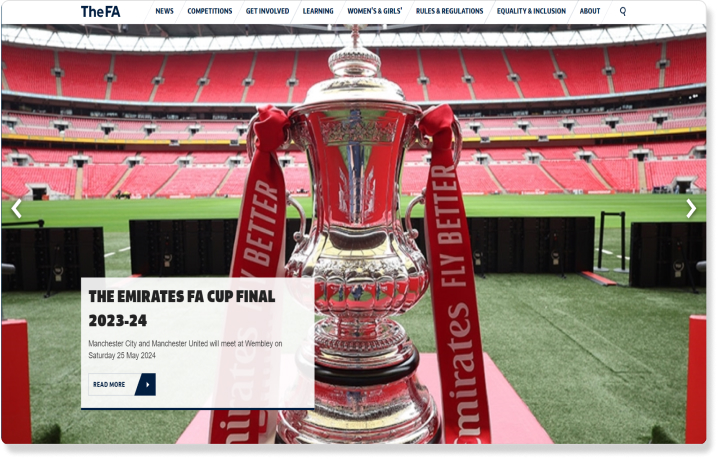 TheFA
NEWS
COMPETITIONS
GET INVOLVED
LEARNING
WOMEN'S & GIRLS'
RULES & REGULATIONS
EQUALITY & INCLUSION
ABOUT
FLY BETTER
Emirates
Y BETTER
mirates
THE EMIRATES FA CUP FINAL
2023-24
Manchester City and Manchester United will meet at Wembley on
Saturday 25 May 2024
READ MORE